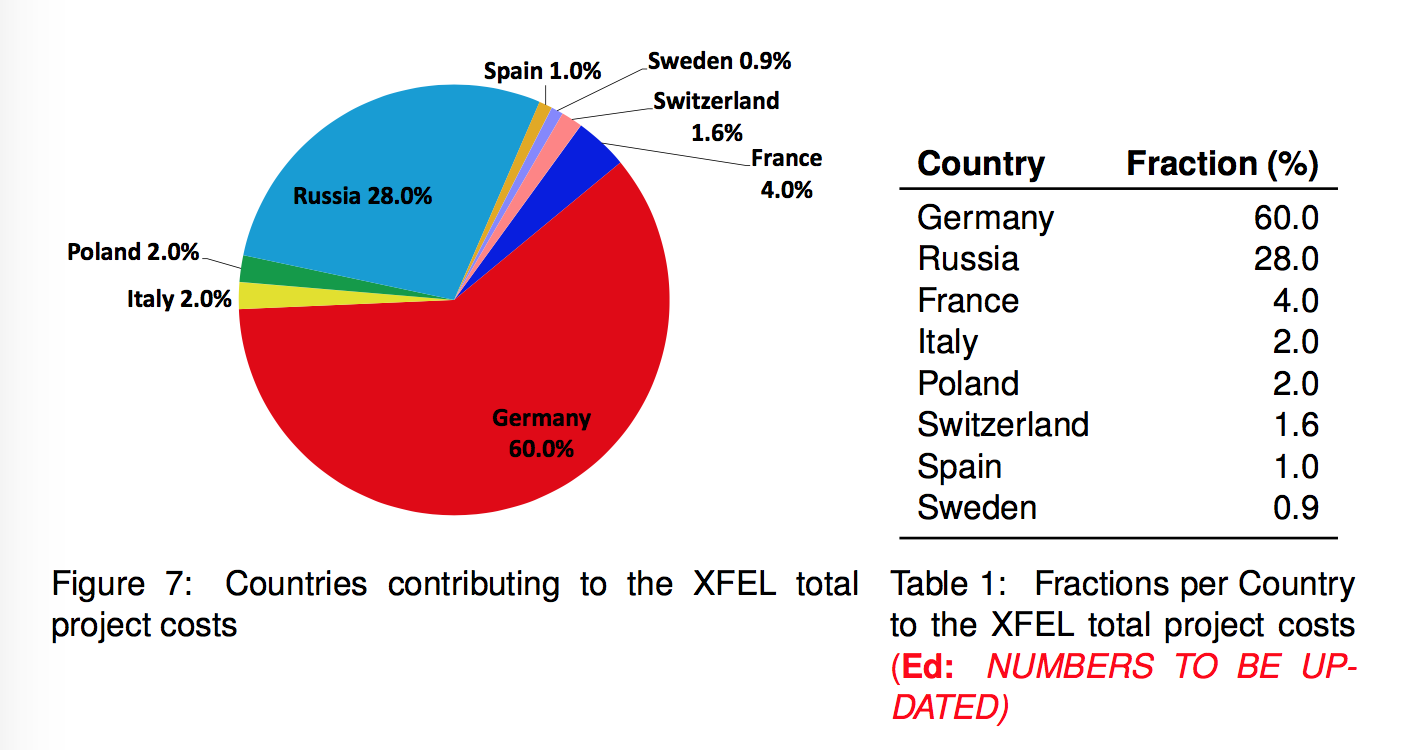 Spain 1.0%
Sweden 0.9%
Switzerland
1.6%
France
4.0%
Russia 28.0%
Poland 2.0%
Italy 2.0%
Germany
60.0%
Figure 7: Countries contributing to the XFEL total
project costs
Country Fraction (%)
Germany 60.0
Russia 28.0
France 4.0
Italy 2.0
Poland 2.0
Switzerland 1.6
Spain 1.0
Sweden 0.9
Table 1: Fractions per Country
to the XFEL total project costs
(Ed: NUMBERS TO BE UP-
DATED)